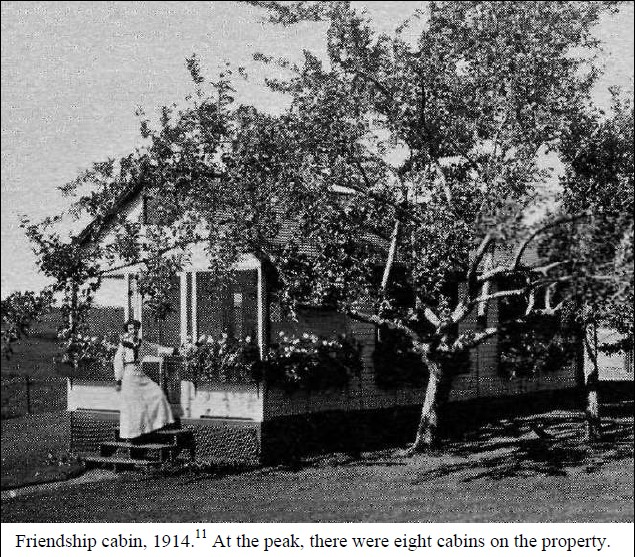 Friendship cabin, 1914.11 At the peak, there were eight cabins on the property.